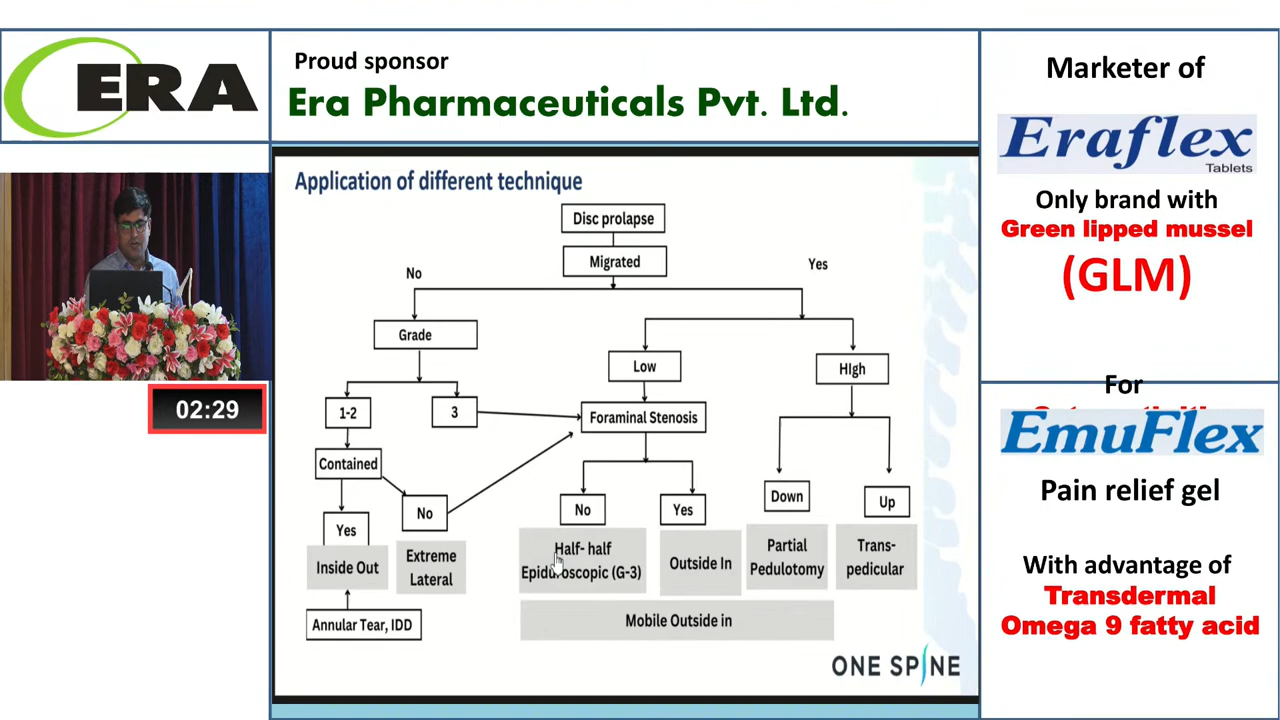 ERA
Proud sponsor
Era Pharmaceuticals Pvt. Ltd.
02:29
Application of different technique
Disc prolapse
Migrated
No
Yes
Grade
Low
HIgh
1-2
3
Foraminal Stenosis
Contained
No
Yes
Down
Up
Yes
No
Half- half
Epiduroscopic (G-3)
Outside In
Partial
Pedulotomy
Trans-
pedicular
Inside Out
Extreme
Lateral
Annular Tear, IDD
Mobile Outside in
ONE SPINE
Marketer of
Eraflex
Tablets
Only brand with
Green lipped mussel
(GLM)
For
EmuFlex
Pain relief gel
With advantage of
Transdermal
Omega 9 fatty acid